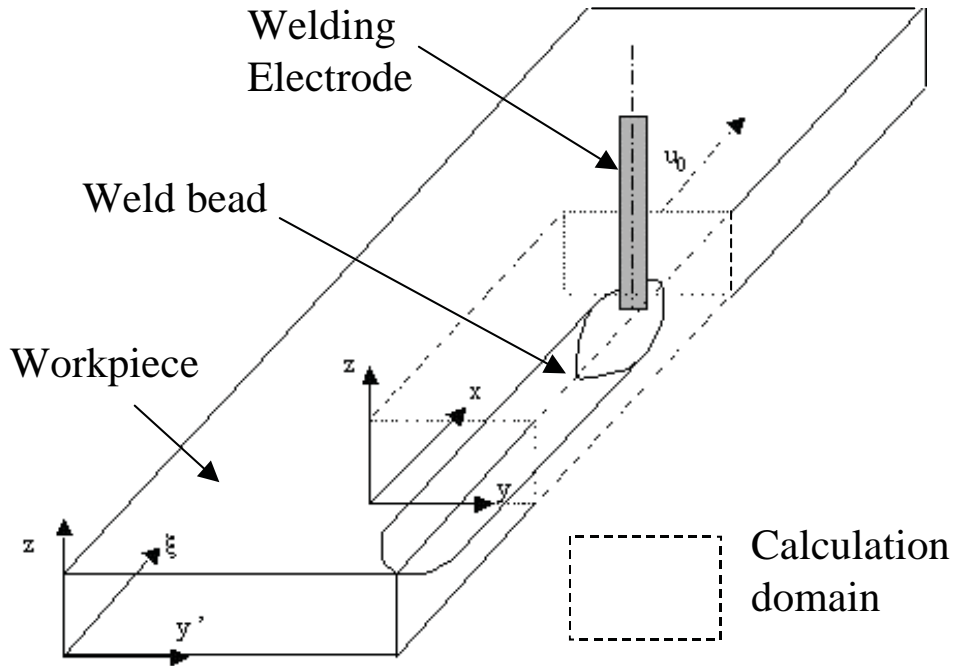 Welding
Electrode
u₀
Weld bead
Workpiece
z
x
y
z
ξ
y'
Calculation
domain